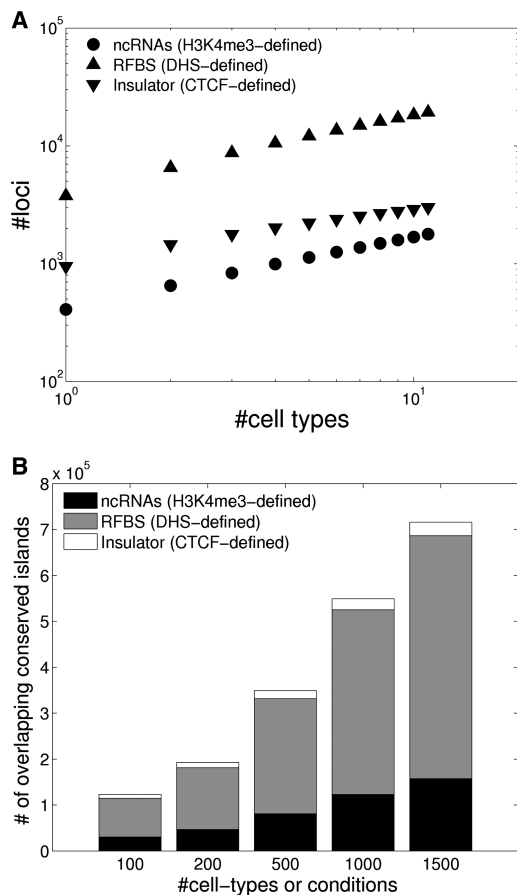 A
ncRNAs (H3K4me3−defined)
RFBS (DHS−defined)
Insulator (CTCF−defined)
10^5
10^4
10^3
10^2
#loci
10^0
10^1
#cell types
B
x 10^5
ncRNAs (H3K4me3−defined)
RFBS (DHS−defined)
Insulator (CTCF−defined)
8
7
6
5
4
3
2
1
0
# of overlapping conserved islands
100 200 500 1000 1500
#cell−types or conditions